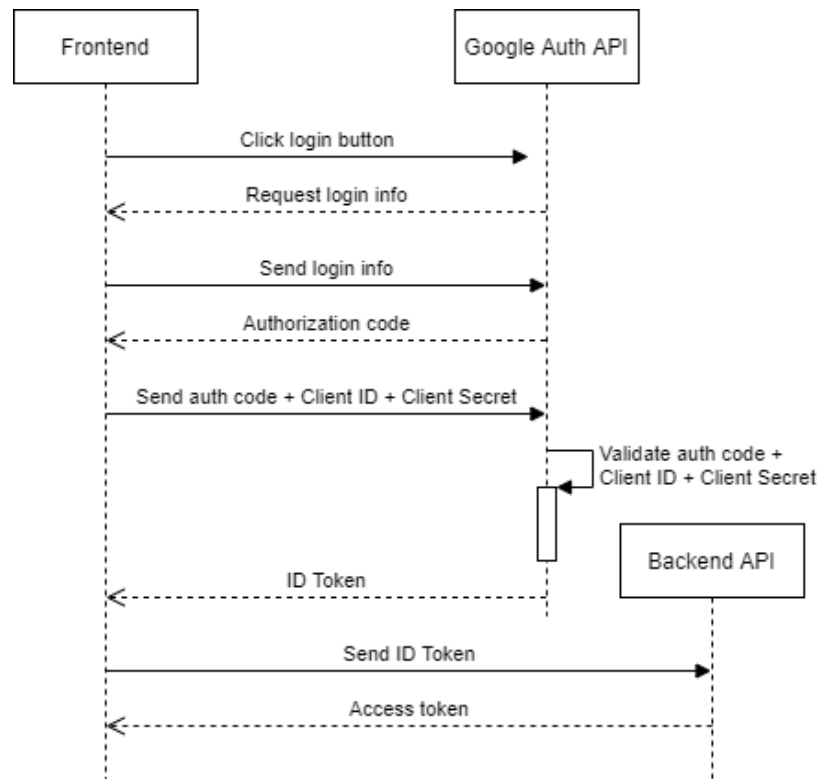 Frontend
Google Auth API
Click login button
Request login info
Send login info
Authorization code
Send auth code + Client ID + Client Secret
Validate auth code +
Client ID + Client Secret
Backend API
ID Token
Send ID Token
Access token